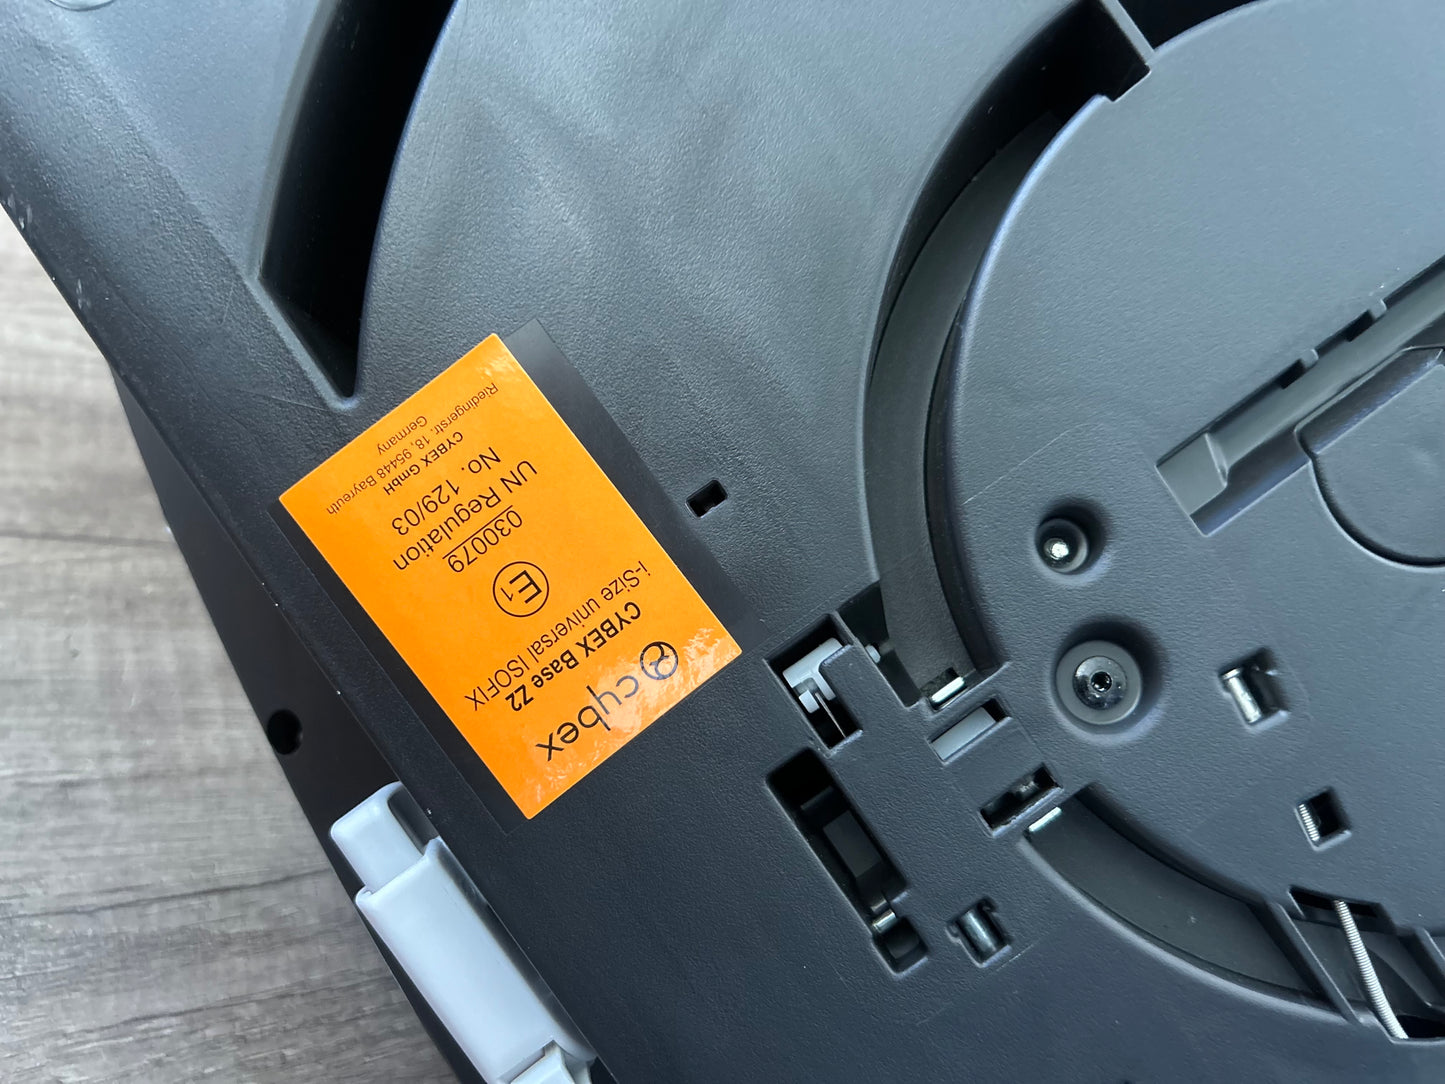 cybex
CYBEX Base Z2
i-Size universal ISOFIX
E1
030079
UN Regulation
No. 129/03
CYBEX GmbH
Riedingerstr. 18, 95448 Bayreuth
Germany